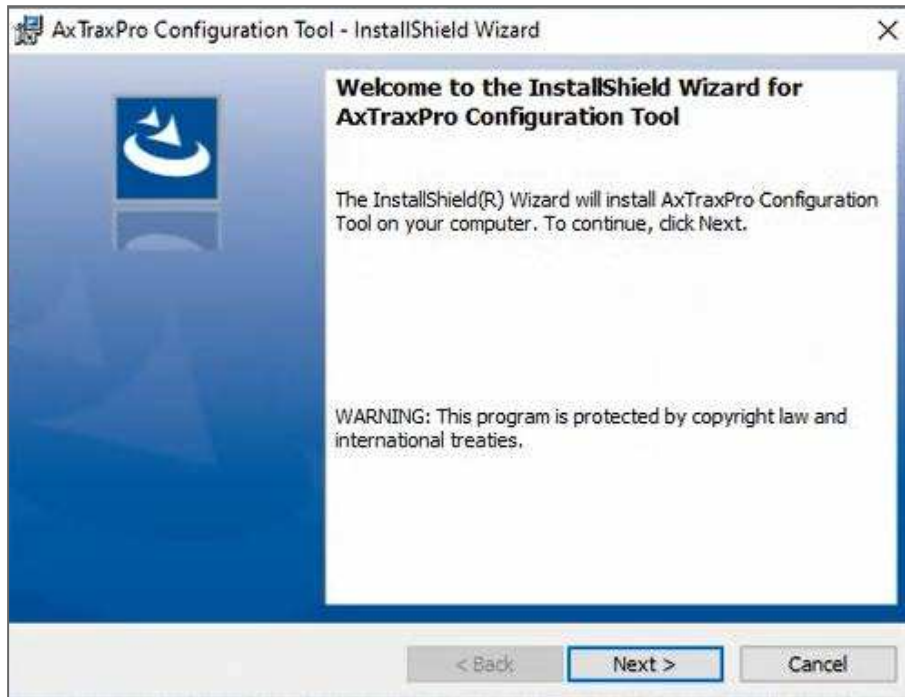 AxTraxPro Configuration Tool - InstallShield Wizard
Welcome to the InstallShield Wizard for
AxTraxPro Configuration Tool
The InstallShield(R) Wizard will install AxTraxPro Configuration
Tool on your computer. To continue, click Next.
WARNING: This program is protected by copyright law and
international treaties.
< Back
Next >
Cancel